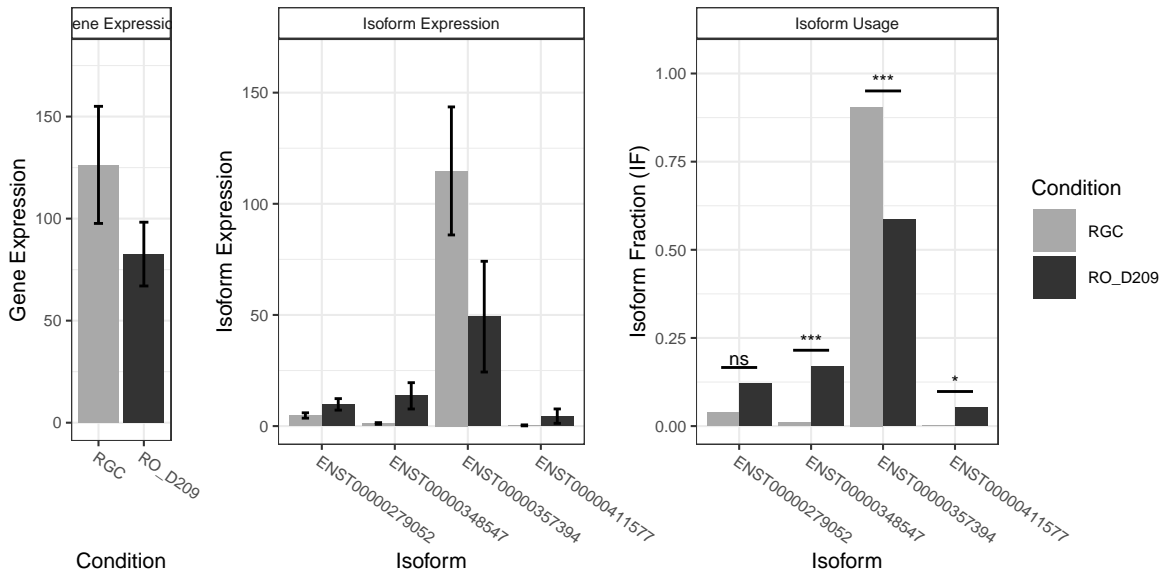 ene Expressio
Gene Expression
150
100
50
0
RGC
RO_D209
Condition
Isoform Expression
Isoform Expression
150
100
50
0
ENST00000279052
ENST00000348547
ENST00000357394
ENST00000411577
Isoform
Isoform Usage
Isoform Fraction (IF)
1.00
0.75
0.50
0.25
0.00
ns
***
***
*
ENST00000279052
ENST00000348547
ENST00000357394
ENST00000411577
Isoform
Condition
RGC
RO_D209